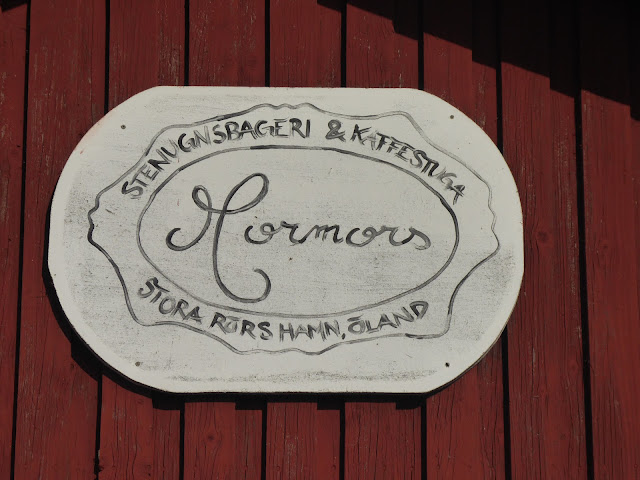 STENUGNSBAGERI & KAFFESTUGA
Mormors
STORA RÖRS HAMN, ÖLAND